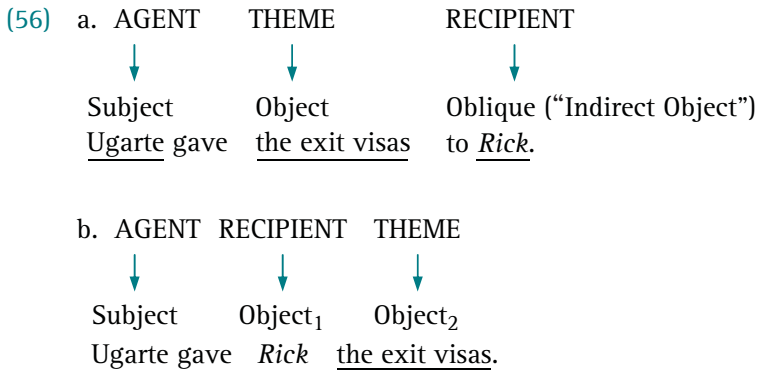 (56) a. AGENT THEME RECIPIENT
Subject Object Oblique (“Indirect Object”)
Ugarte gave the exit visas to Rick.
b. AGENT RECIPIENT THEME
Subject Object₁ Object₂
Ugarte gave Rick the exit visas.